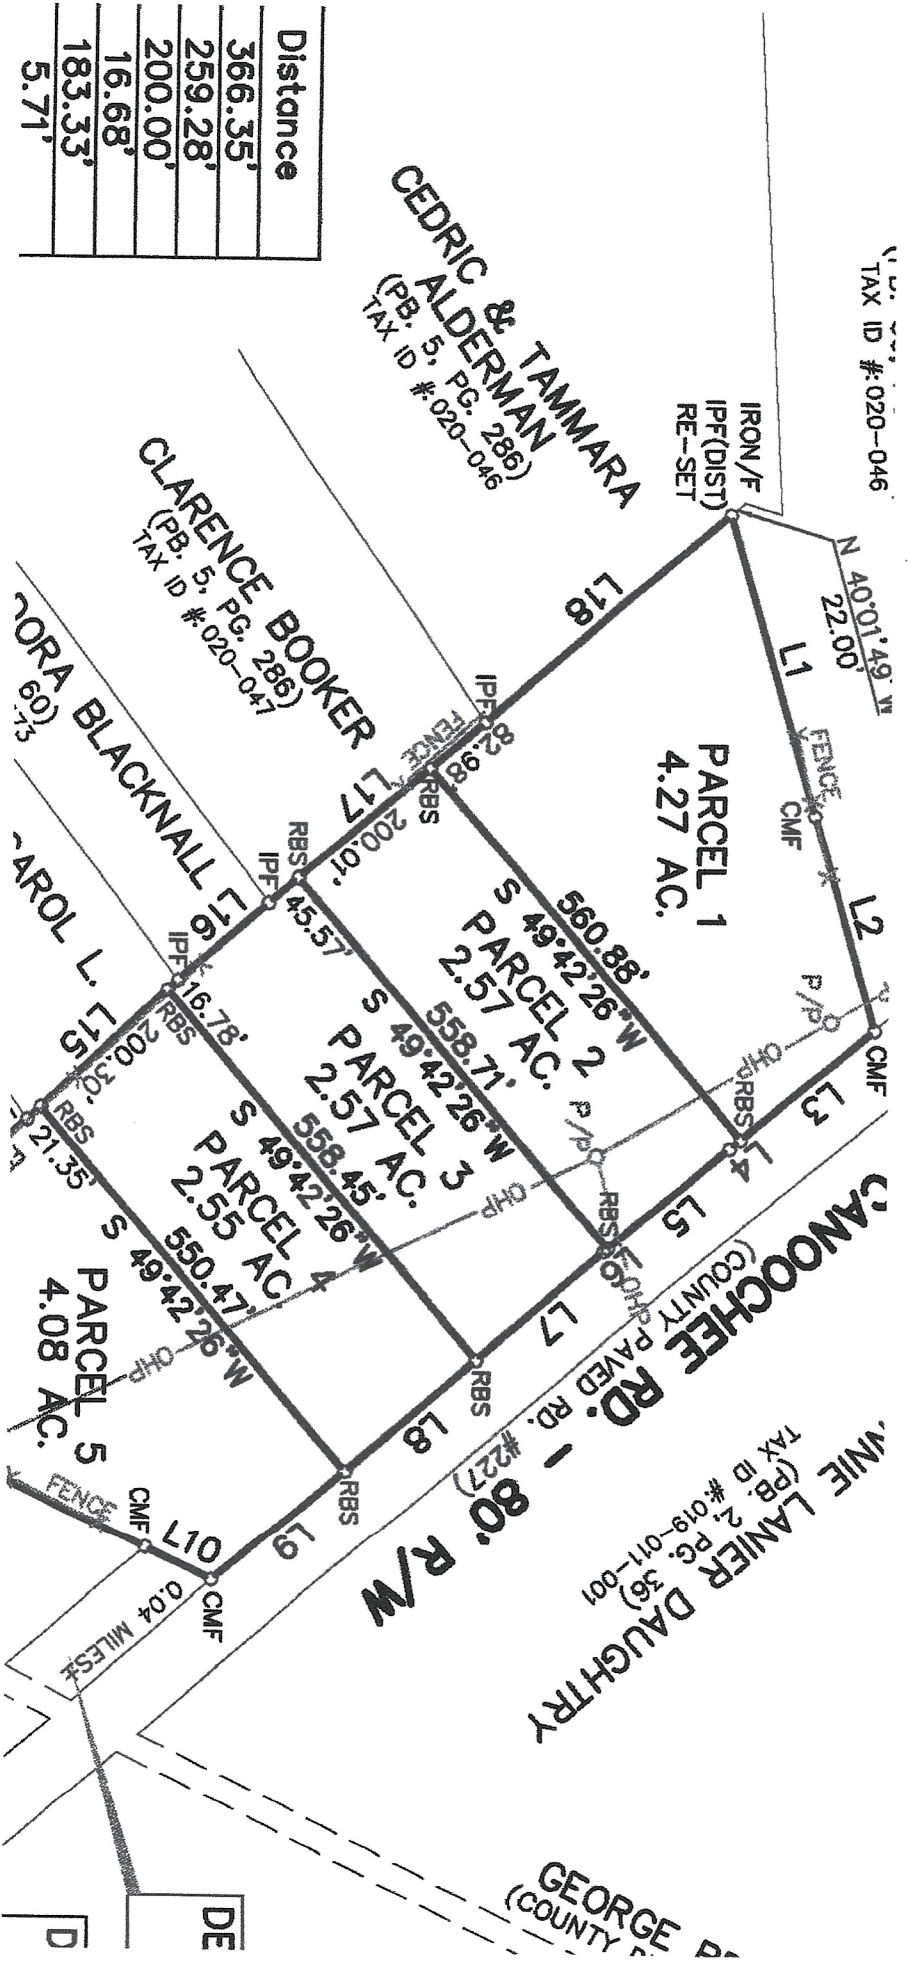 TAX ID #: 020-046
N 40°01'49"
22.00'
IRON/F
IPF(DIST)
RE-SET
L1
FENCE
CMF
L2
CMF
P/P
OHP
L3
PARCEL 1
4.27 AC.
CEDRIC & TAMMARA
ALDERMAN
(PB. 5, PG. 286)
TAX ID #: 020-046
L18
IPF
82.98'
FENCE
RBS
560.88'
S 49°42'26" W
RBS
L4
CLARENCE BOOKER
(PB. 5, PG. 286)
TAX ID #: 020-047
L17
200.01'
PARCEL 2
2.57 AC.
P/P
OHP
L5
RBS
IPF
45.57'
558.71'
S 49°42'26" W
RBS
L6
OHP
BLACKNALL
60)
L16
PARCEL 3
2.57 AC.
L7
IPF
16.78'
RBS
558.45'
S 49°42'26" W
RBS
L.
L15
200.30'
PARCEL 4
2.55 AC.
L8
RBS
21.35'
550.47'
S 49°42'26" W
OHP
RBS
PARCEL 5
4.08 AC.
L9
FENCE
CMF
L10
CMF
0.04 MILES±
CANOOCHEE RD. - 80' R/W
(COUNTY PAVED RD. #227)
LANIER DAUGHTRY
(PB. 2, PG. 36)
TAX ID #: 019-011-001
GEORGE
(COUNTY
DE
D
Distance
366.35'
259.28'
200.00'
16.68'
183.33'
5.71'